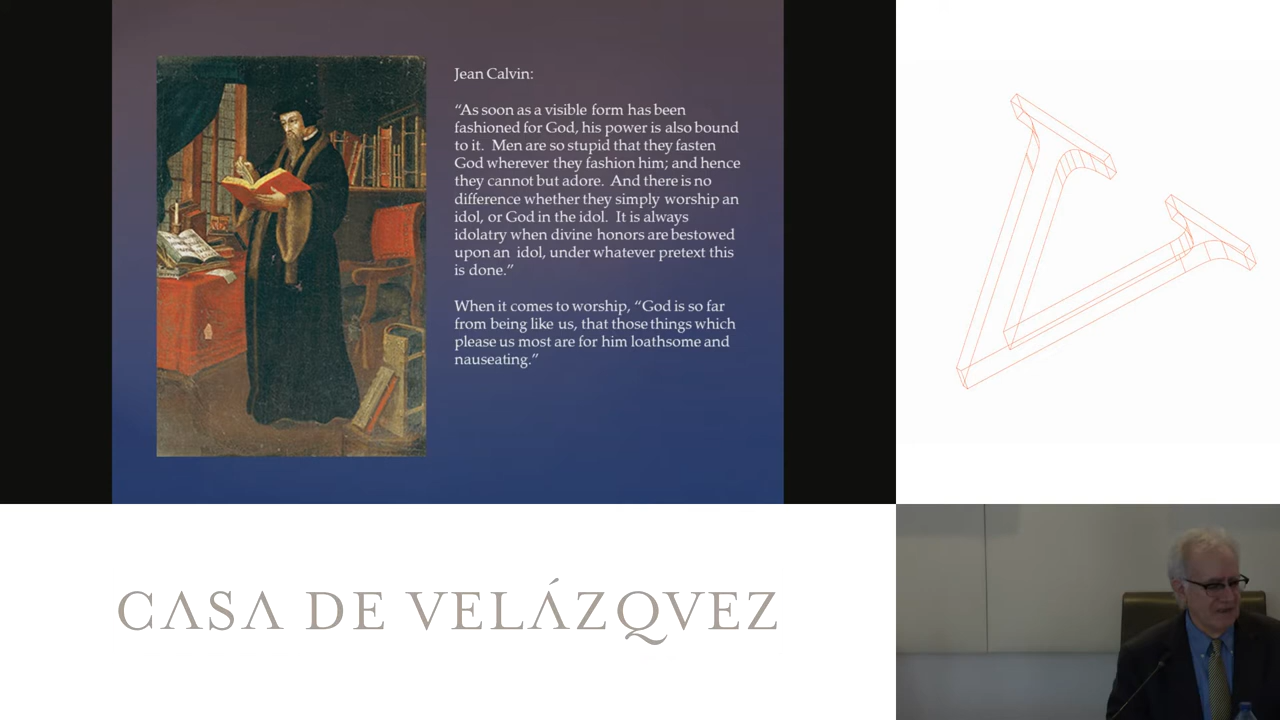 Jean Calvin:
“As soon as a visible form has been
fashioned for God, his power is also bound
to it. Men are so stupid that they fasten
God wherever they fashion him; and hence
they cannot but adore. And there is no
difference whether they simply worship an
idol, or God in the idol. It is always
idolatry when divine honors are bestowed
upon an idol, under whatever pretext this
is done.”
When it comes to worship, “God is so far
from being like us, that those things which
please us most are for him loathsome and
nauseating.”
CASA DE VELÁZQVEZ